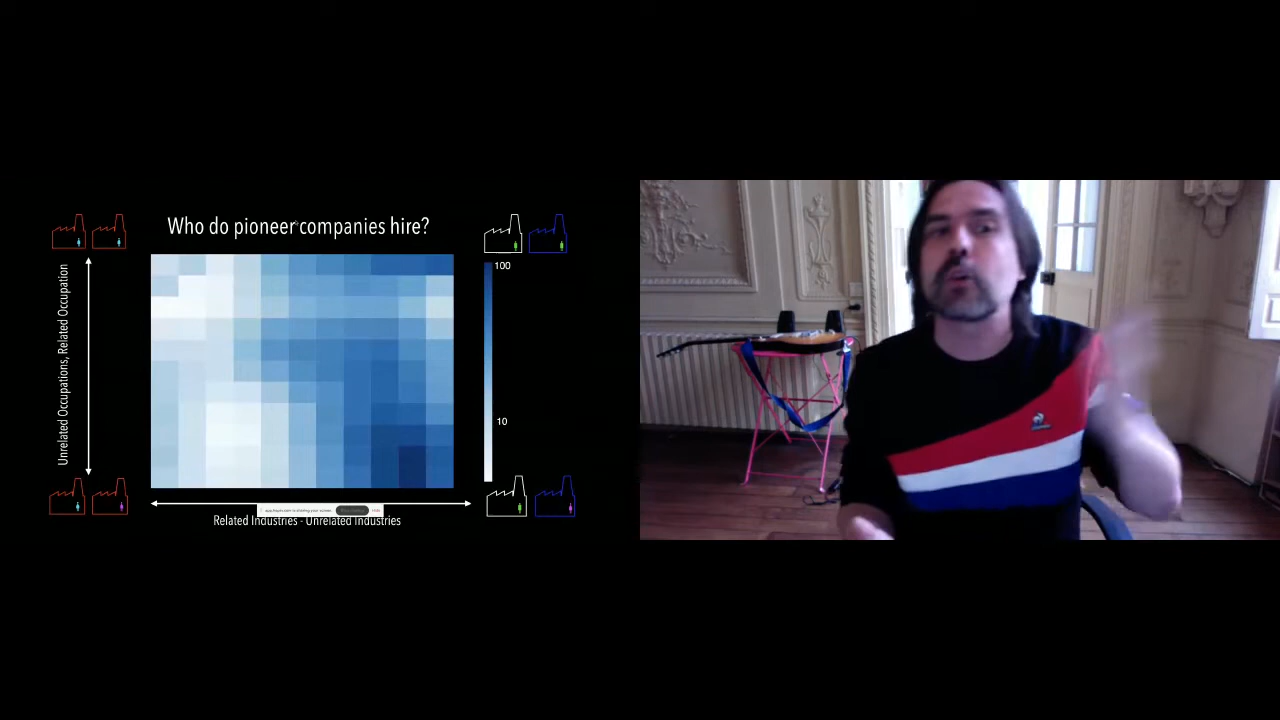 Who do pioneer companies hire?
Unrelated Occupations, Related Occupation
100
10
Related Industries - Unrelated Industries